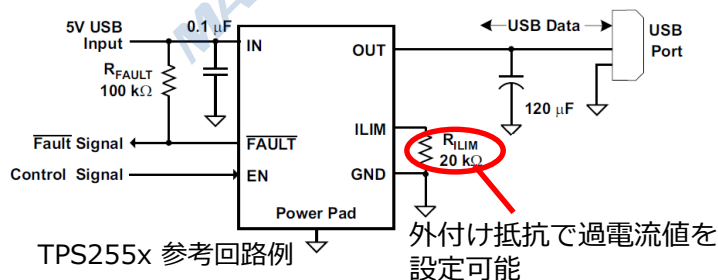 5V USB
Input
0.1 μF
IN
OUT
USB Data
USB
Port
R_FAULT
100 kΩ
120 μF
Fault Signal
FAULT
ILIM
R_ILIM
20 kΩ
Control Signal
EN
GND
Power Pad
TPS255x 参考回路例
外付け抵抗で過電流値を
設定可能